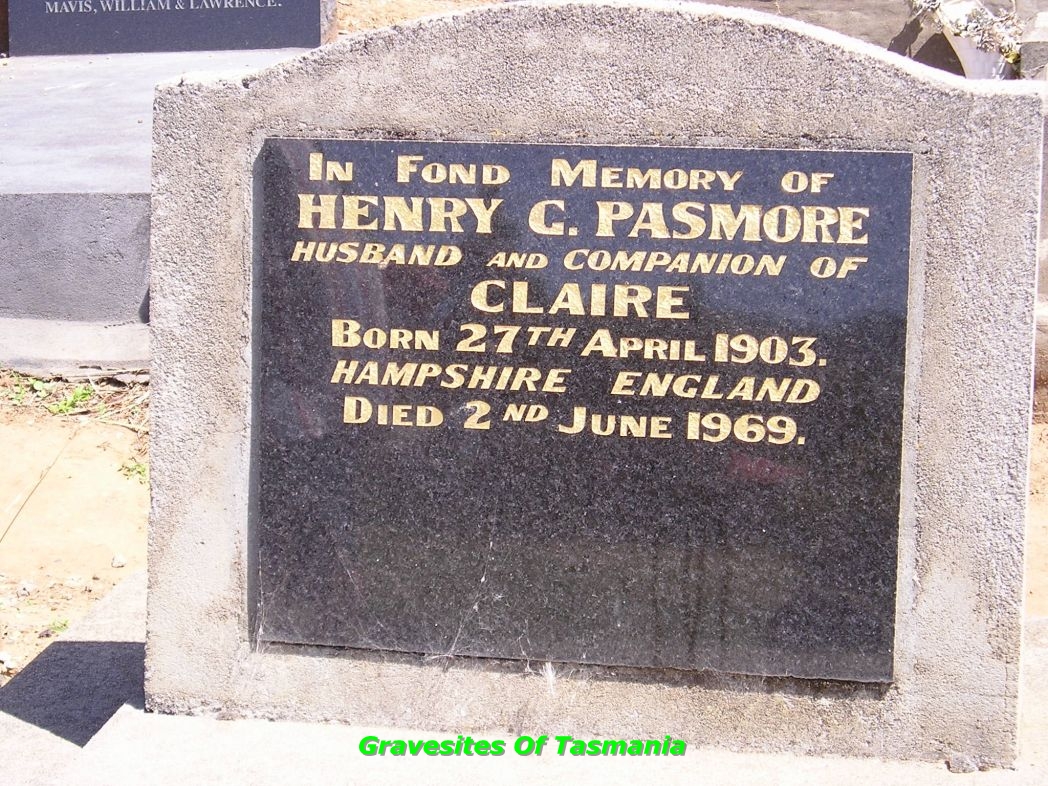 MAVIS, WILLIAM & LAWRENCE.
IN FOND MEMORY OF
HENRY G. PASMORE
HUSBAND AND COMPANION OF
CLAIRE
BORN 27TH APRIL 1903.
HAMPSHIRE ENGLAND
DIED 2ND JUNE 1969.
Gravesites Of Tasmania